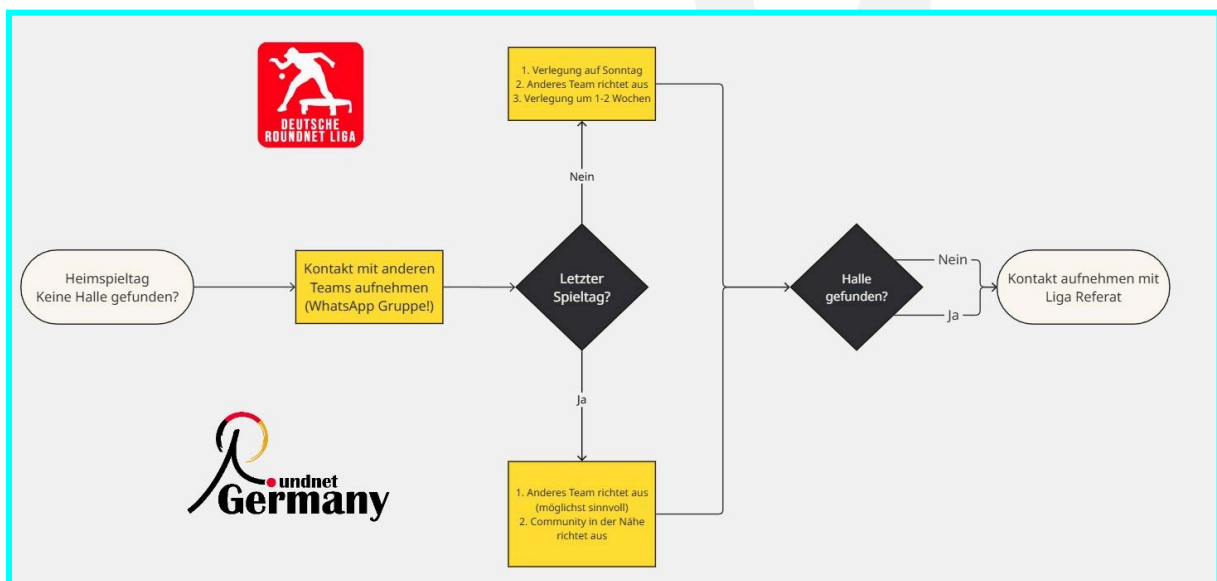 DEUTSCHE
ROUNDNET LIGA
Heimspieltag
Keine Halle gefunden?
Kontakt mit anderen
Teams aufnehmen
(WhatsApp Gruppe!)
Letzter
Spieltag?
Nein
1. Verlegung auf Sonntag
2. Anderes Team richtet aus
3. Verlegung um 1-2 Wochen
Ja
1. Anderes Team richtet aus
(möglichst sinnvoll)
2. Community in der Nähe
richtet aus
Halle
gefunden?
Nein
Ja
Kontakt aufnehmen mit
Liga Referat
Roundnet
Germany